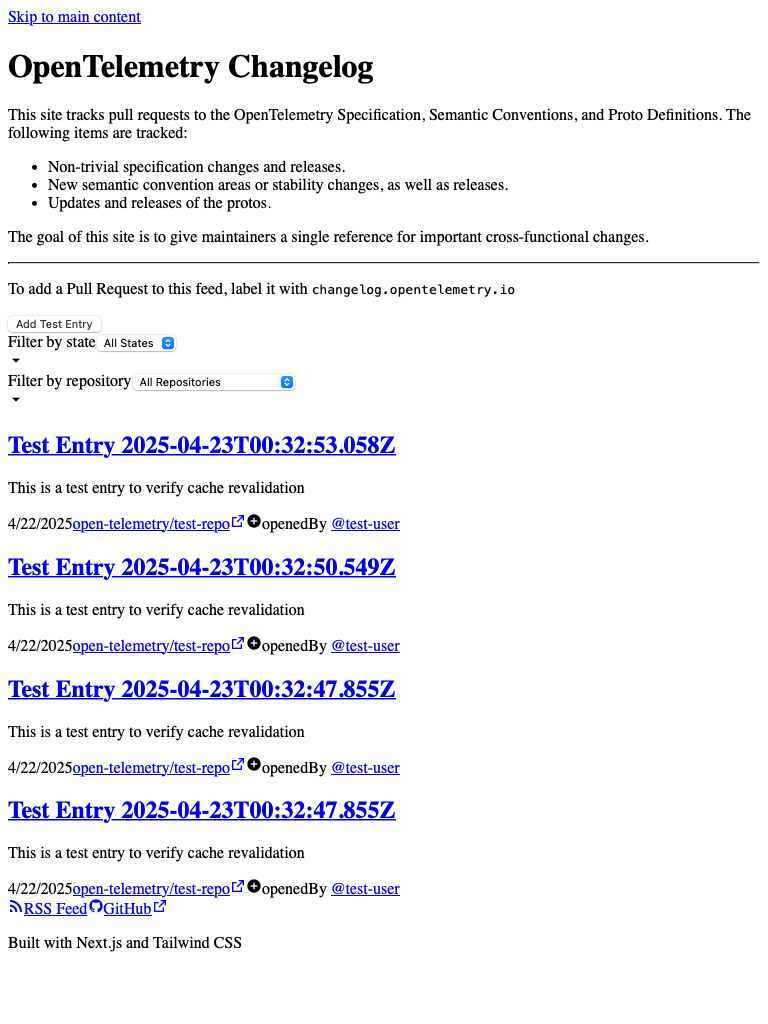 Skip to main content
OpenTelemetry Changelog
This site tracks pull requests to the OpenTelemetry Specification, Semantic Conventions, and Proto Definitions. The
following items are tracked:
• Non-trivial specification changes and releases.
• New semantic convention areas or stability changes, as well as releases.
• Updates and releases of the protos.
The goal of this site is to give maintainers a single reference for important cross-functional changes.
To add a Pull Request to this feed, label it with changelog.opentelemetry.io
Add Test Entry
Filter by state All States
Filter by repository All Repositories
Test Entry 2025-04-23T00:32:53.058Z
This is a test entry to verify cache revalidation
4/22/2025open-telemetry/test-repo openedBy @test-user
Test Entry 2025-04-23T00:32:50.549Z
This is a test entry to verify cache revalidation
4/22/2025open-telemetry/test-repo openedBy @test-user
Test Entry 2025-04-23T00:32:47.855Z
This is a test entry to verify cache revalidation
4/22/2025open-telemetry/test-repo openedBy @test-user
Test Entry 2025-04-23T00:32:47.855Z
This is a test entry to verify cache revalidation
4/22/2025open-telemetry/test-repo openedBy @test-user
RSS Feed GitHub
Built with Next.js and Tailwind CSS